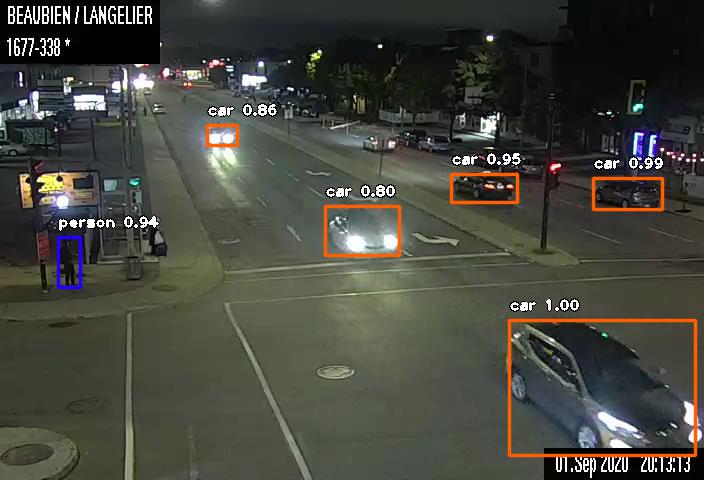 BEAUBIEN / LANGELIER
1677-338 *
car 0.86
car 0.95
car 0.99
car 0.80
person 0.94
car 1.00
01.Sep 2020 20:13:13